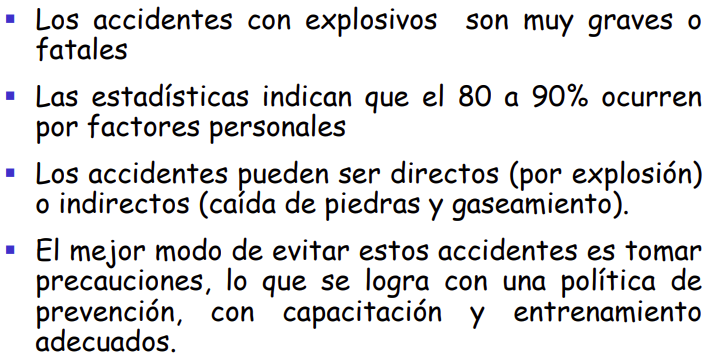 ▪ Los accidentes con explosivos son muy graves o
fatales
▪ Las estadísticas indican que el 80 a 90% ocurren
por factores personales
▪ Los accidentes pueden ser directos (por explosión)
o indirectos (caída de piedras y gaseamiento).
▪ El mejor modo de evitar estos accidentes es tomar
precauciones, lo que se logra con una política de
prevención, con capacitación y entrenamiento
adecuados.